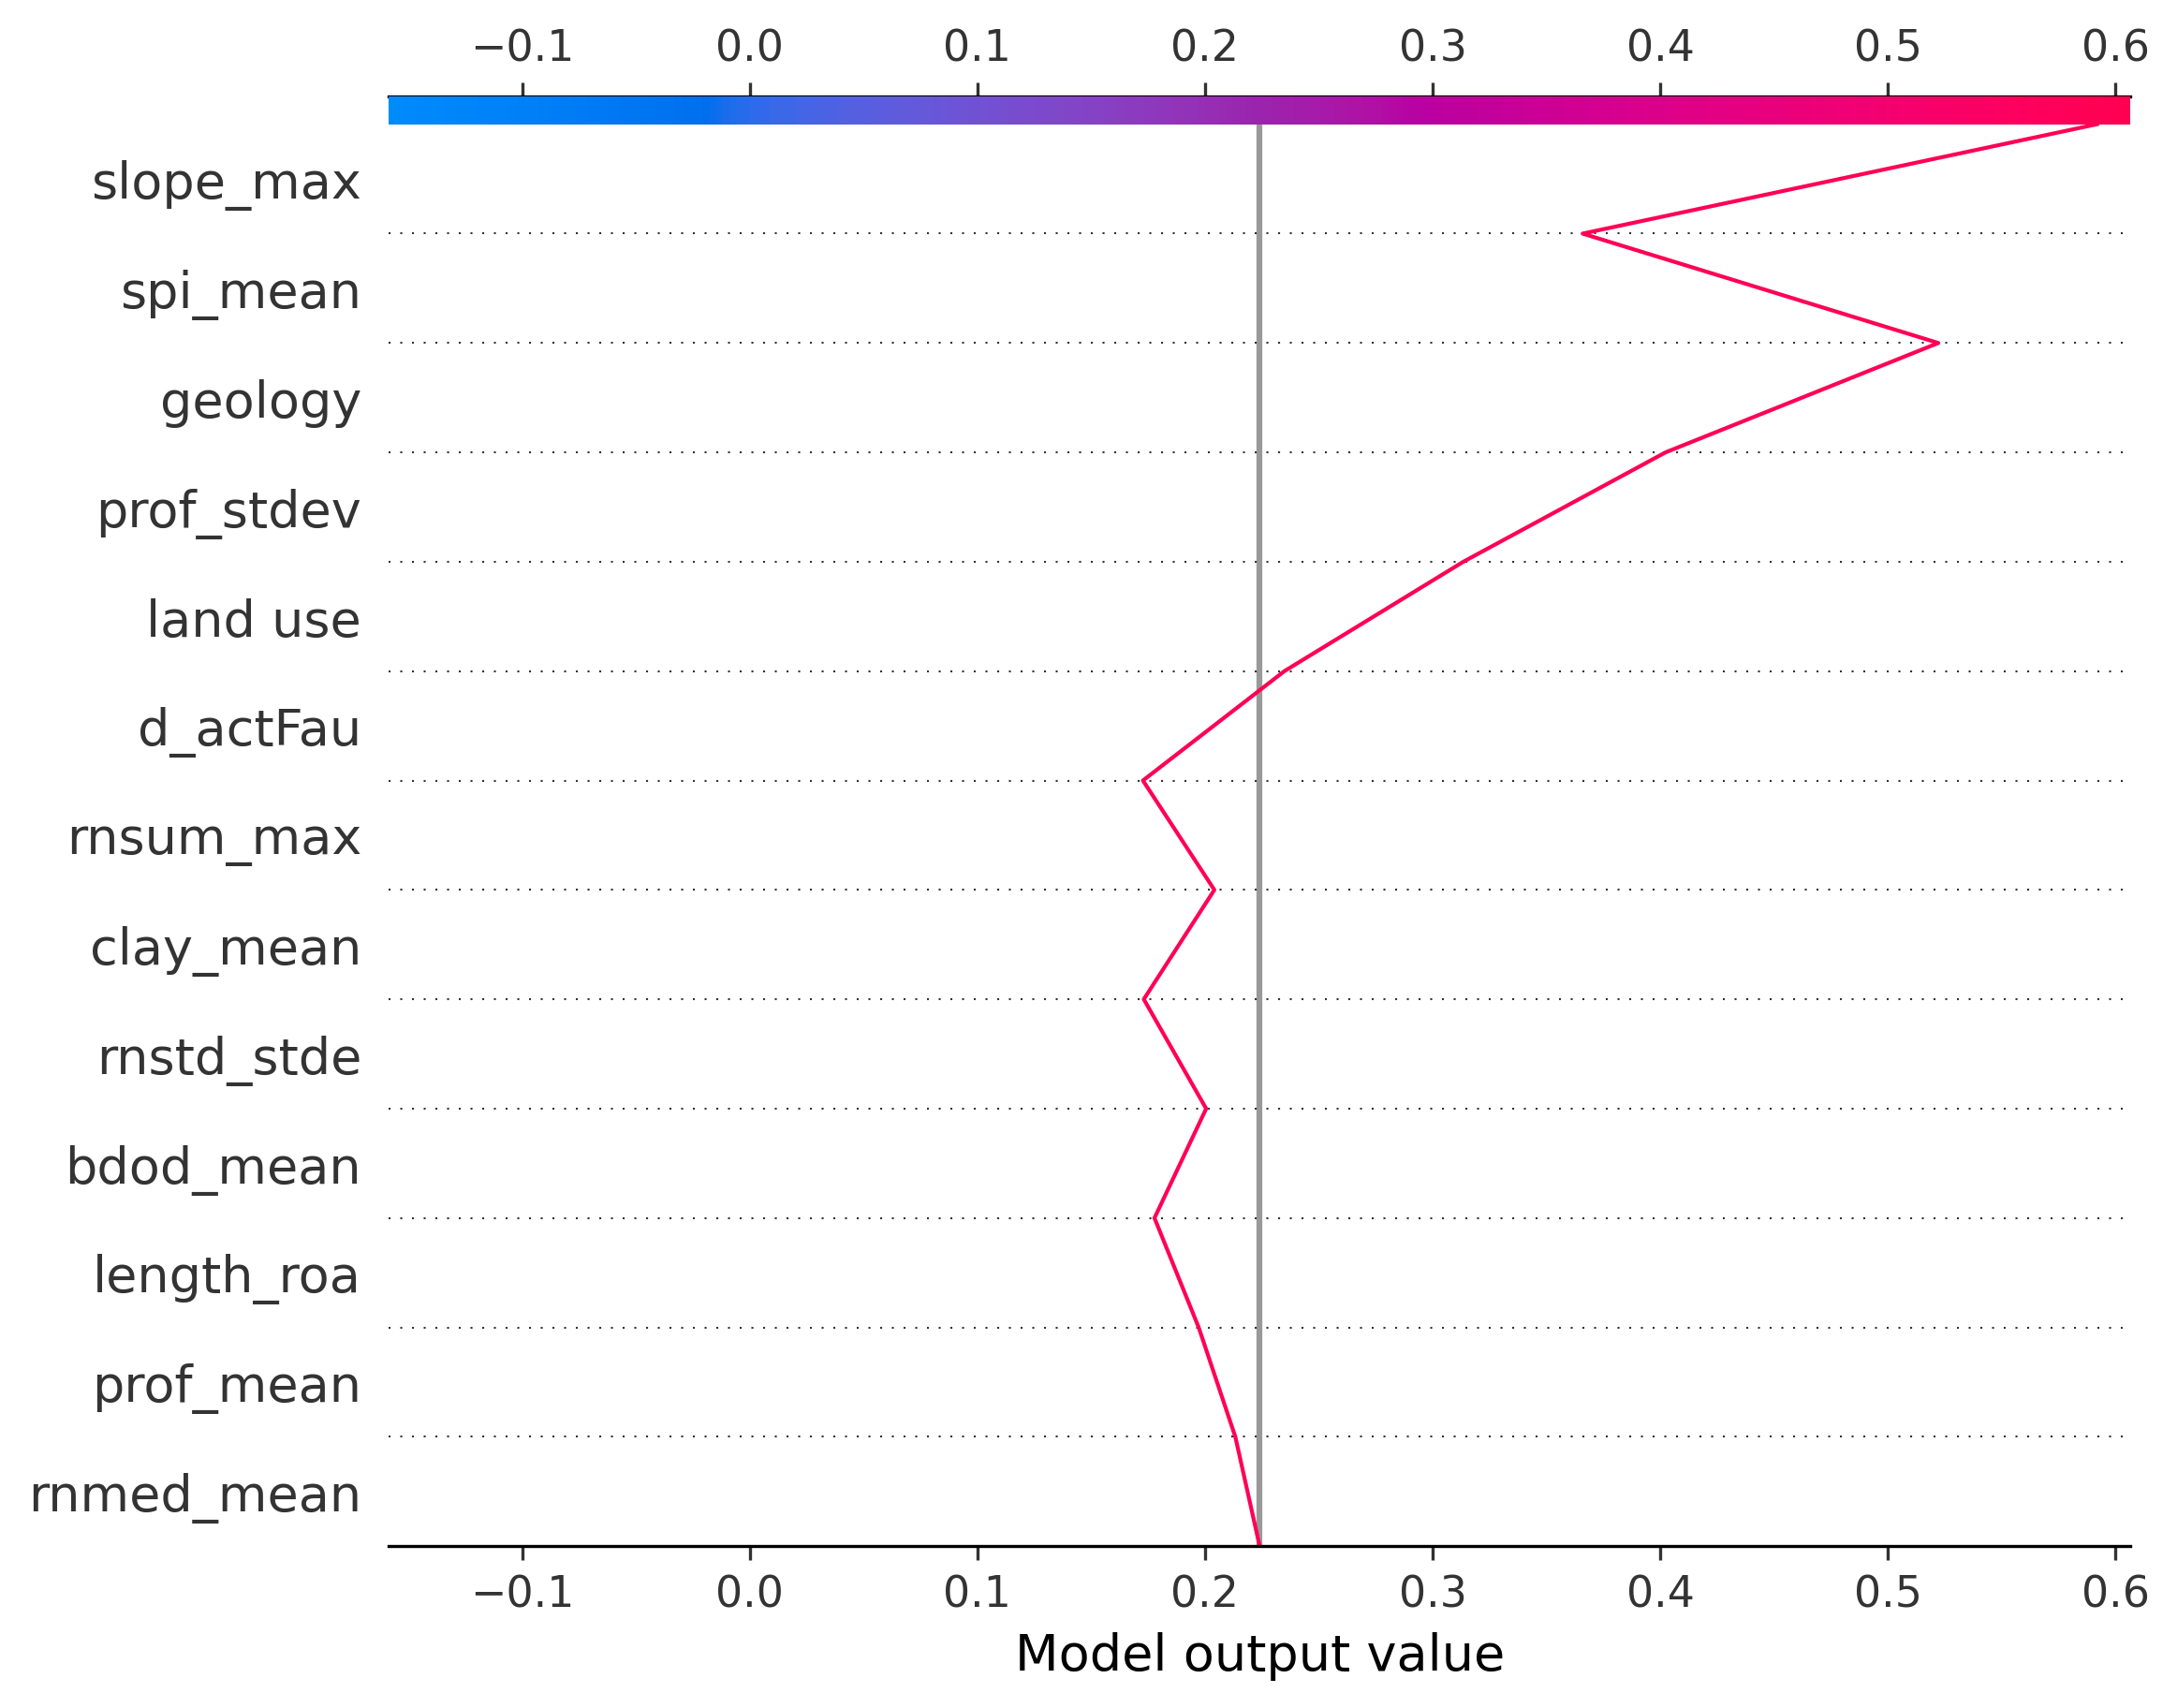 −0.1 0.0 0.1 0.2 0.3 0.4 0.5 0.6
slope_max
spi_mean
geology
prof_stdev
land use
d_actFau
rnsum_max
clay_mean
rnstd_stde
bdod_mean
length_roa
prof_mean
rnmed_mean
−0.1 0.0 0.1 0.2 0.3 0.4 0.5 0.6
Model output value